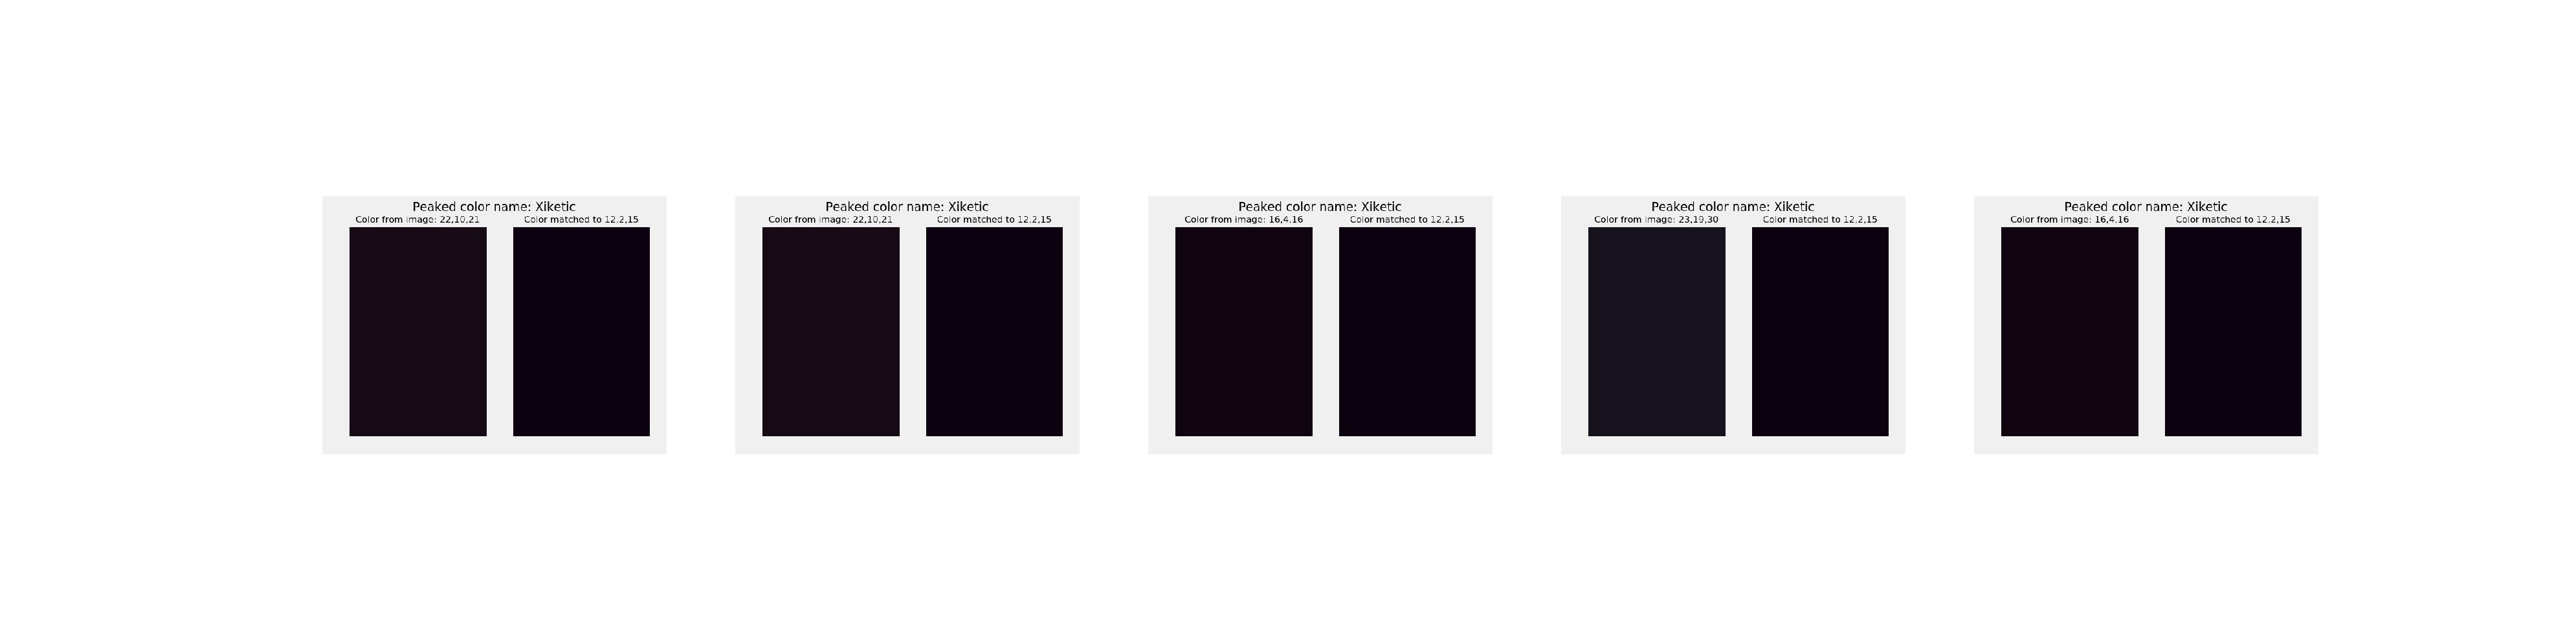 Peaked color name: Xiketic
Color from image: 22,10,21
Color matched to 12,2,15
Peaked color name: Xiketic
Color from image: 22,10,21
Color matched to 12,2,15
Peaked color name: Xiketic
Color from image: 16,4,16
Color matched to 12,2,15
Peaked color name: Xiketic
Color from image: 23,19,30
Color matched to 12,2,15
Peaked color name: Xiketic
Color from image: 16,4,16
Color matched to 12,2,15